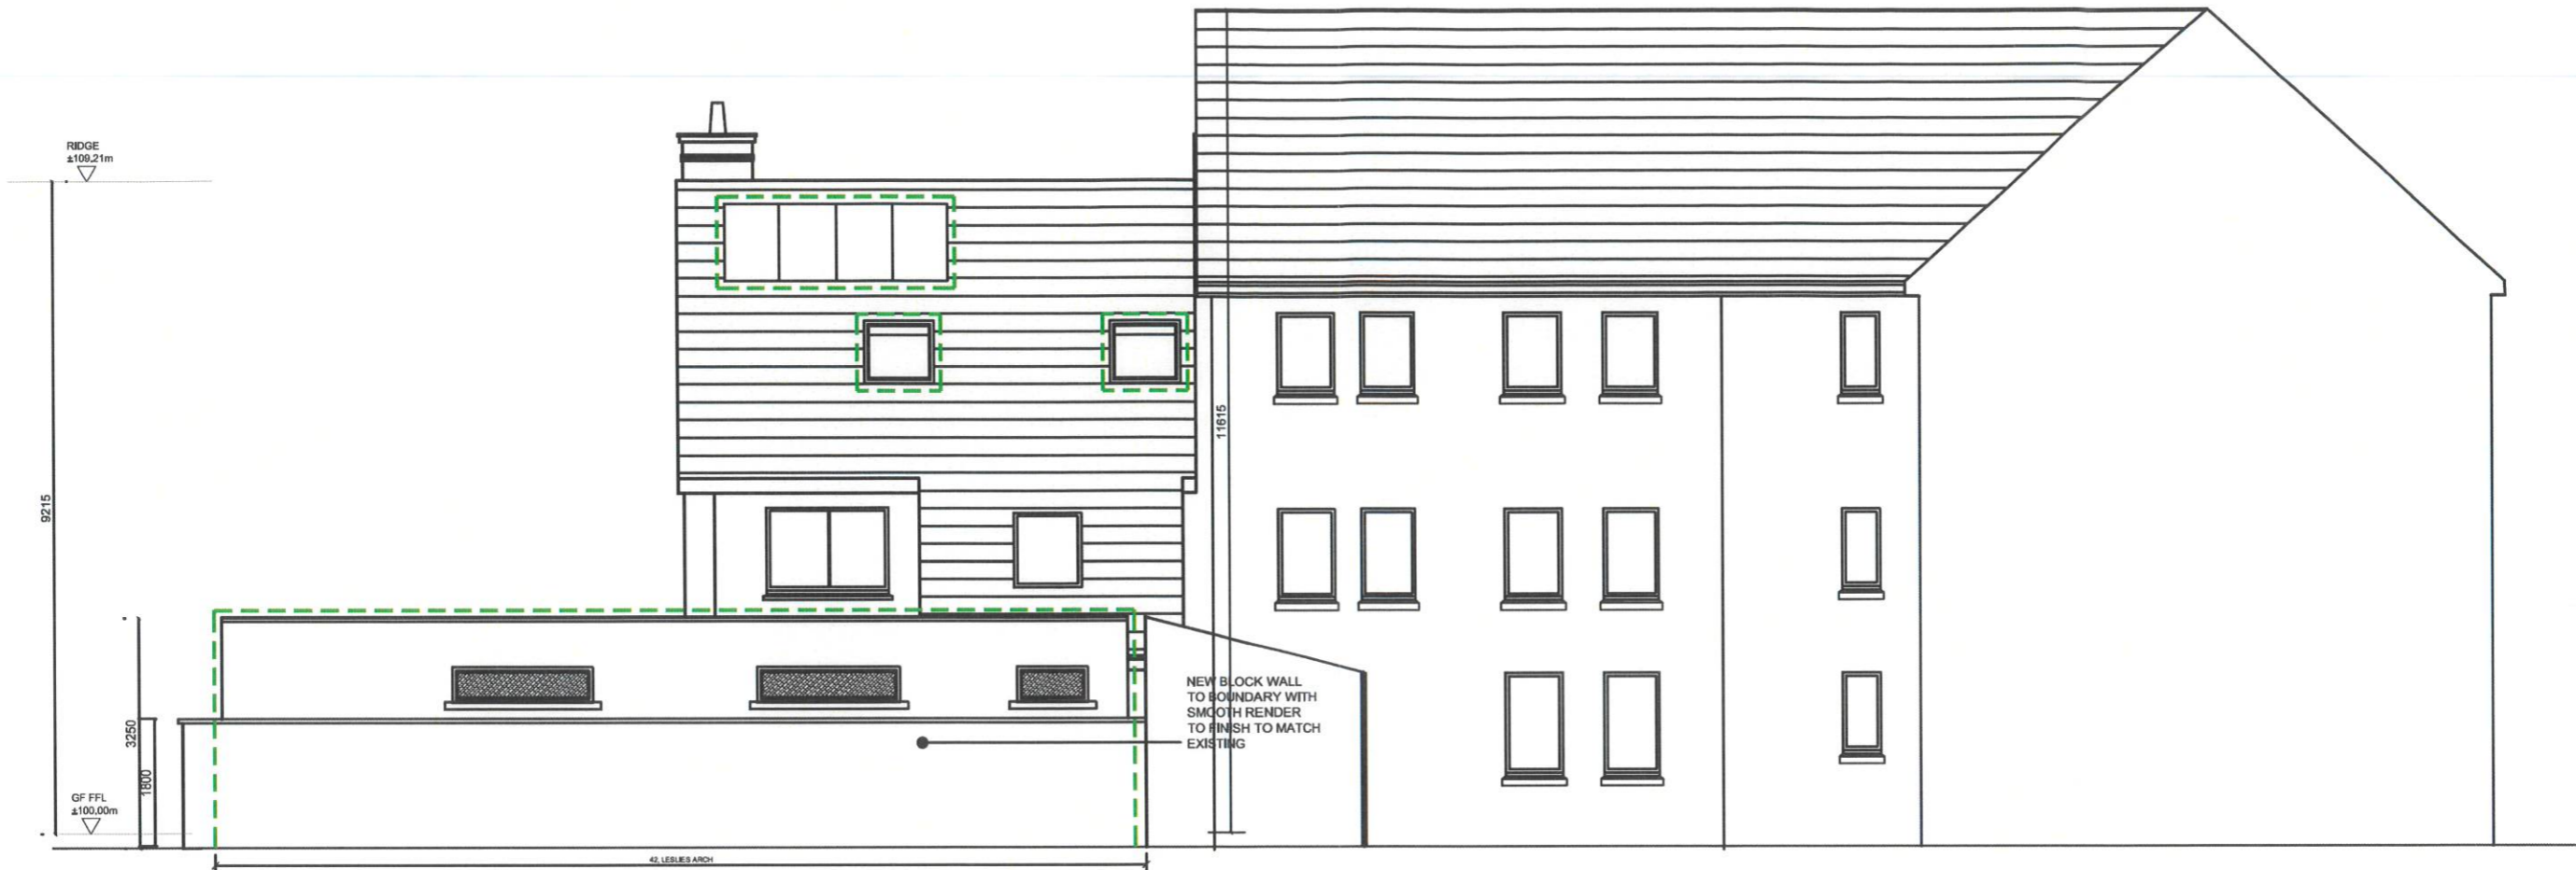 RIDGE
±109.21m
9215
11615
3250
1800
NEW BLOCK WALL
TO BOUNDARY WITH
SMOOTH RENDER
TO FINISH TO MATCH
EXISTING
GF FFL
±100.00m
42, LESLIES ARCH